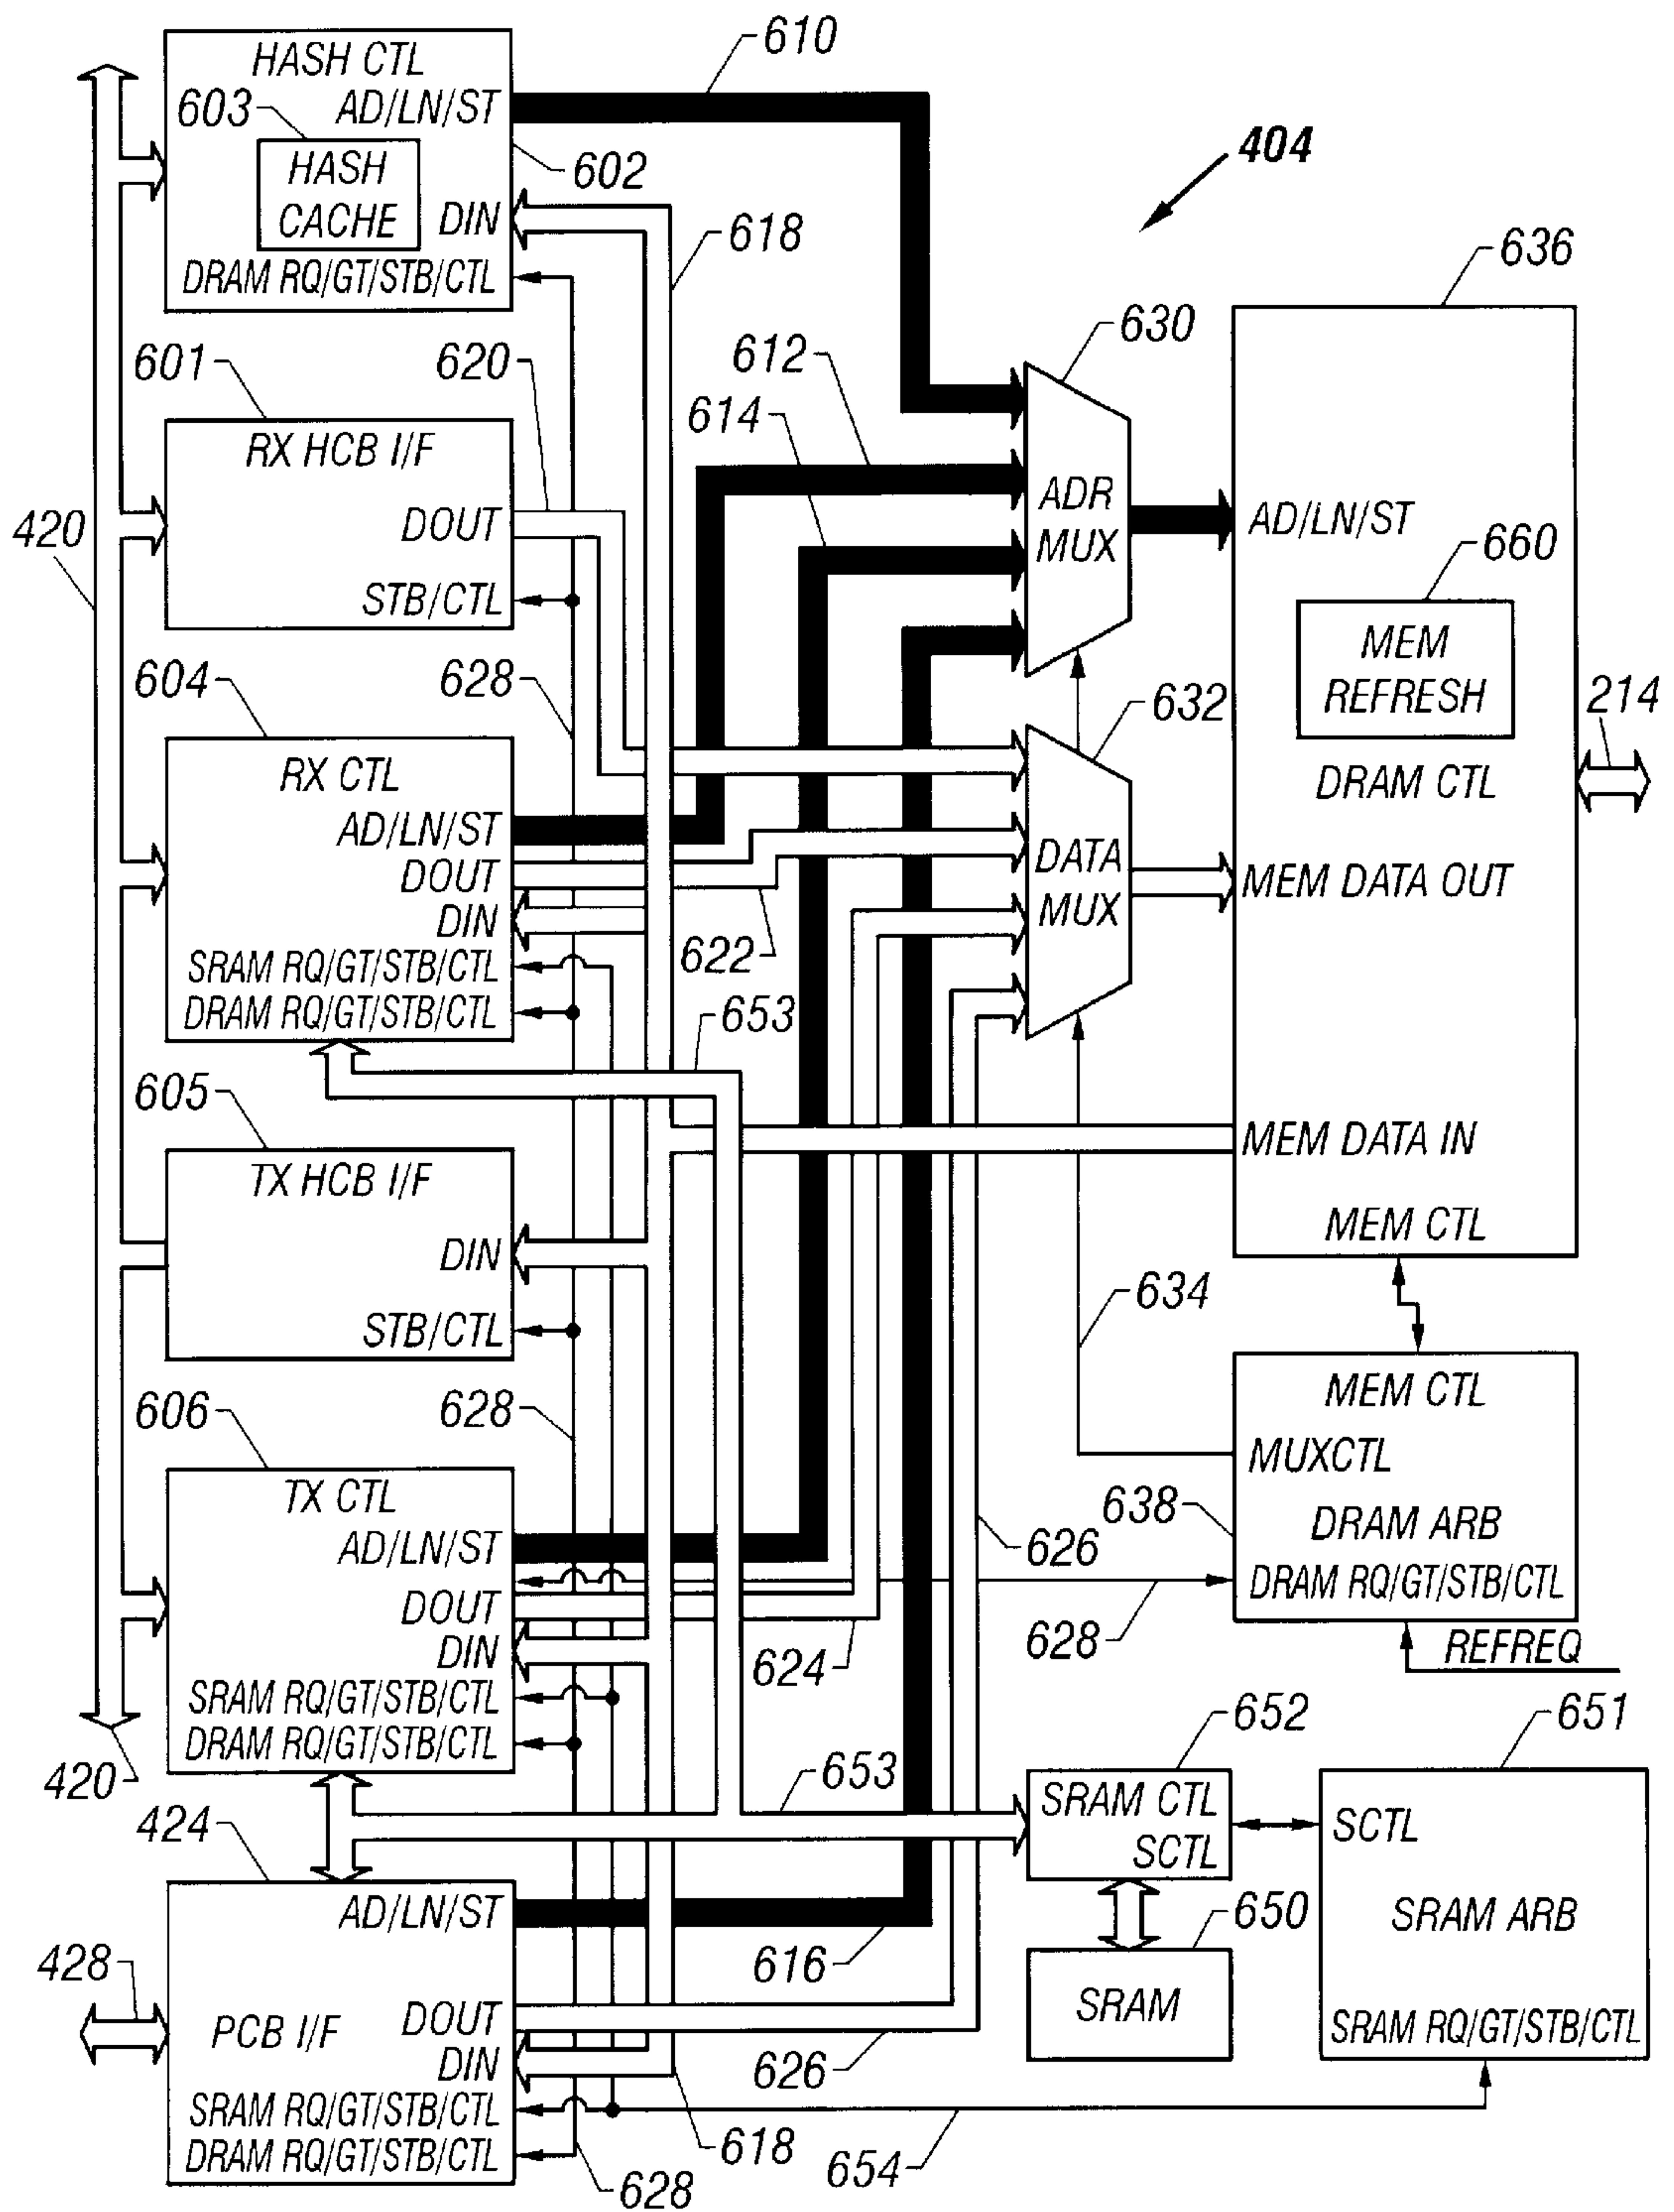 610
HASH CTL
AD/LN/ST
603
HASH
CACHE
602
DIN
DRAM RQ/GT/STB/CTL
404
618
636
601
620
612
614
630
RX HCB I/F
DOUT
STB/CTL
420
ADR
MUX
AD/LN/ST
660
MEM
REFRESH
DRAM CTL
214
604
628
632
RX CTL
AD/LN/ST
DOUT
DIN
SRAM RQ/GT/STB/CTL
DRAM RQ/GT/STB/CTL
622
653
DATA
MUX
MEM DATA OUT
605
TX HCB I/F
DIN
STB/CTL
MEM DATA IN
MEM CTL
634
606
628
TX CTL
AD/LN/ST
DOUT
DIN
SRAM RQ/GT/STB/CTL
DRAM RQ/GT/STB/CTL
624
MEM CTL
MUXCTL
638
DRAM ARB
DRAM RQ/GT/STB/CTL
626
628
REFREQ
420
424
653
652
651
SRAM CTL
SCTL
SCTL
SRAM ARB
SRAM RQ/GT/STB/CTL
650
SRAM
428
AD/LN/ST
PCB I/F
DOUT
DIN
SRAM RQ/GT/STB/CTL
DRAM RQ/GT/STB/CTL
616
626
618
628
654